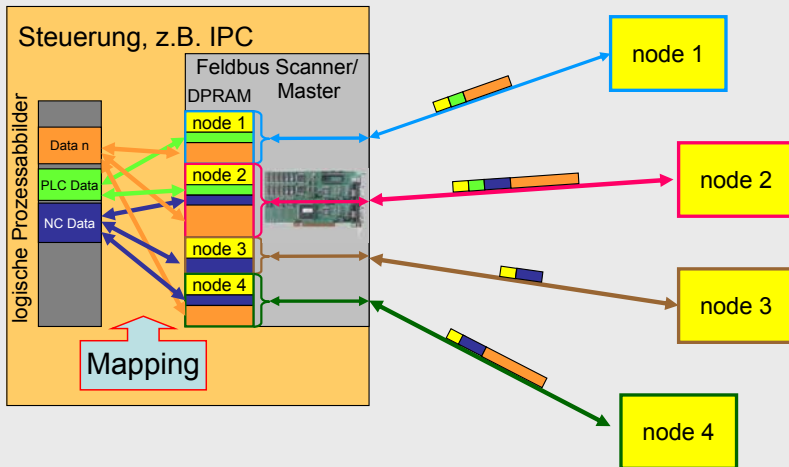 Steuerung, z.B. IPC
logische Prozessabbilder
Data n
PLC Data
NC Data
Mapping
Feldbus Scanner/
Master
DPRAM
node 1
node 2
node 3
node 4
node 1
node 2
node 3
node 4